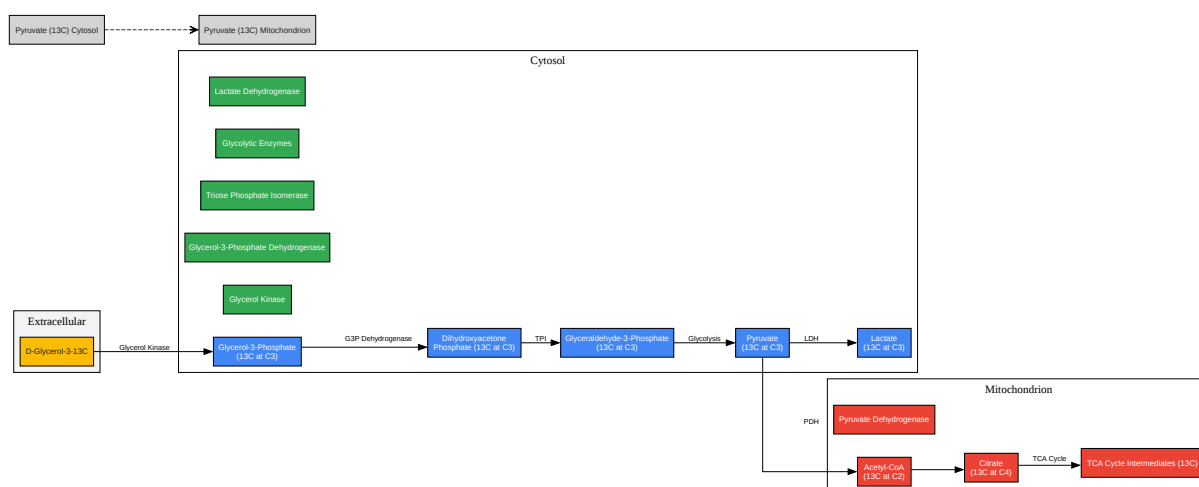 Pyruvate (13C) Cytosol
Pyruvate (13C) Mitochondrion
Cytosol
Lactate Dehydrogenase
Glycolytic Enzymes
Triose Phosphate Isomerase
Glycerol-3-Phosphate Dehydrogenase
Glycerol Kinase
Extracellular
D-Glycerol-3-13C
Glycerol Kinase
Glycerol-3-Phosphate
(13C at C3)
G3P Dehydrogenase
Dihydroxyacetone
Phosphate (13C at C3)
TPI
Glyceraldehyde-3-Phosphate
(13C at C3)
Glycolysis
Pyruvate
(13C at C3)
LDH
Lactate
(13C at C3)
Mitochondrion
PDH
Pyruvate Dehydrogenase
Acetyl-CoA
(13C at C2)
Citrate
(13C at C4)
TCA Cycle
TCA Cycle Intermediates (13C)